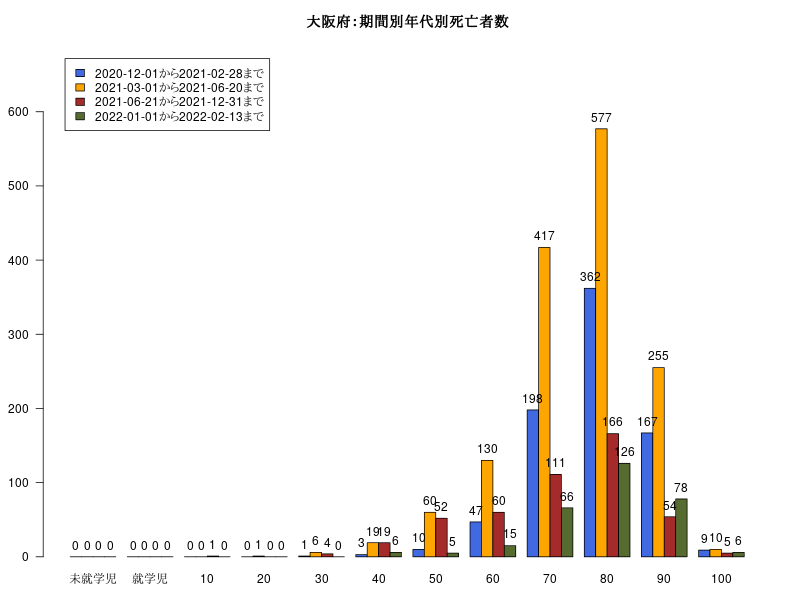 大阪府：期間別年代別死亡者数
2020-12-01から2021-02-28まで
2021-03-01から2021-06-20まで
2021-06-21から2021-12-31まで
2022-01-01から2022-02-13まで
600
500
400
300
200
100
0
0 0 0 0
0 0 0 0
0 0 1 0
0 1 0 0
1 6 4 0
3 19 19 6
10 60 52 5
47 130 60 15
198 417 111 66
362 577 166 126
167 255 54 78
9 10 5 6
未就学児 就学児 10 20 30 40 50 60 70 80 90 100